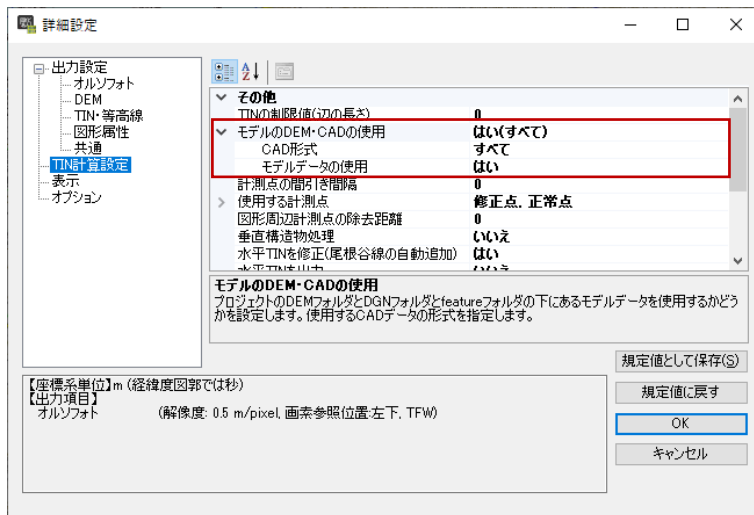 詳細設定
出力設定
オルソフォト
DEM
TIN・等高線
図形属性
共通
TIN計算設定
表示
オプション
その他
TINの制限値(辺の長さ) 0
モデルのDEM・CADの使用 はい(すべて)
CAD形式 すべて
モデルデータの使用 はい
計測点の間引き間隔 0
使用する計測点 修正点, 正常点
図形周辺計測点の除去距離 0
垂直構造物処理 いいえ
水平TINを修正(尾根谷線の自動追加) はい
水平TINを出力 いいえ
モデルのDEM・CADの使用
プロジェクトのDEMフォルダとDGNフォルダとfeatureフォルダの下にあるモデルデータを使用するかどう
かを設定します。使用するCADデータの形式を指定します。
規定値として保存(S)
【座標系単位】m (経緯度図郭では秒)
【出力項目】
オルソフォト (解像度: 0.5 m/pixel, 画素参照位置:左下, TFW)
規定値に戻す
OK
キャンセル